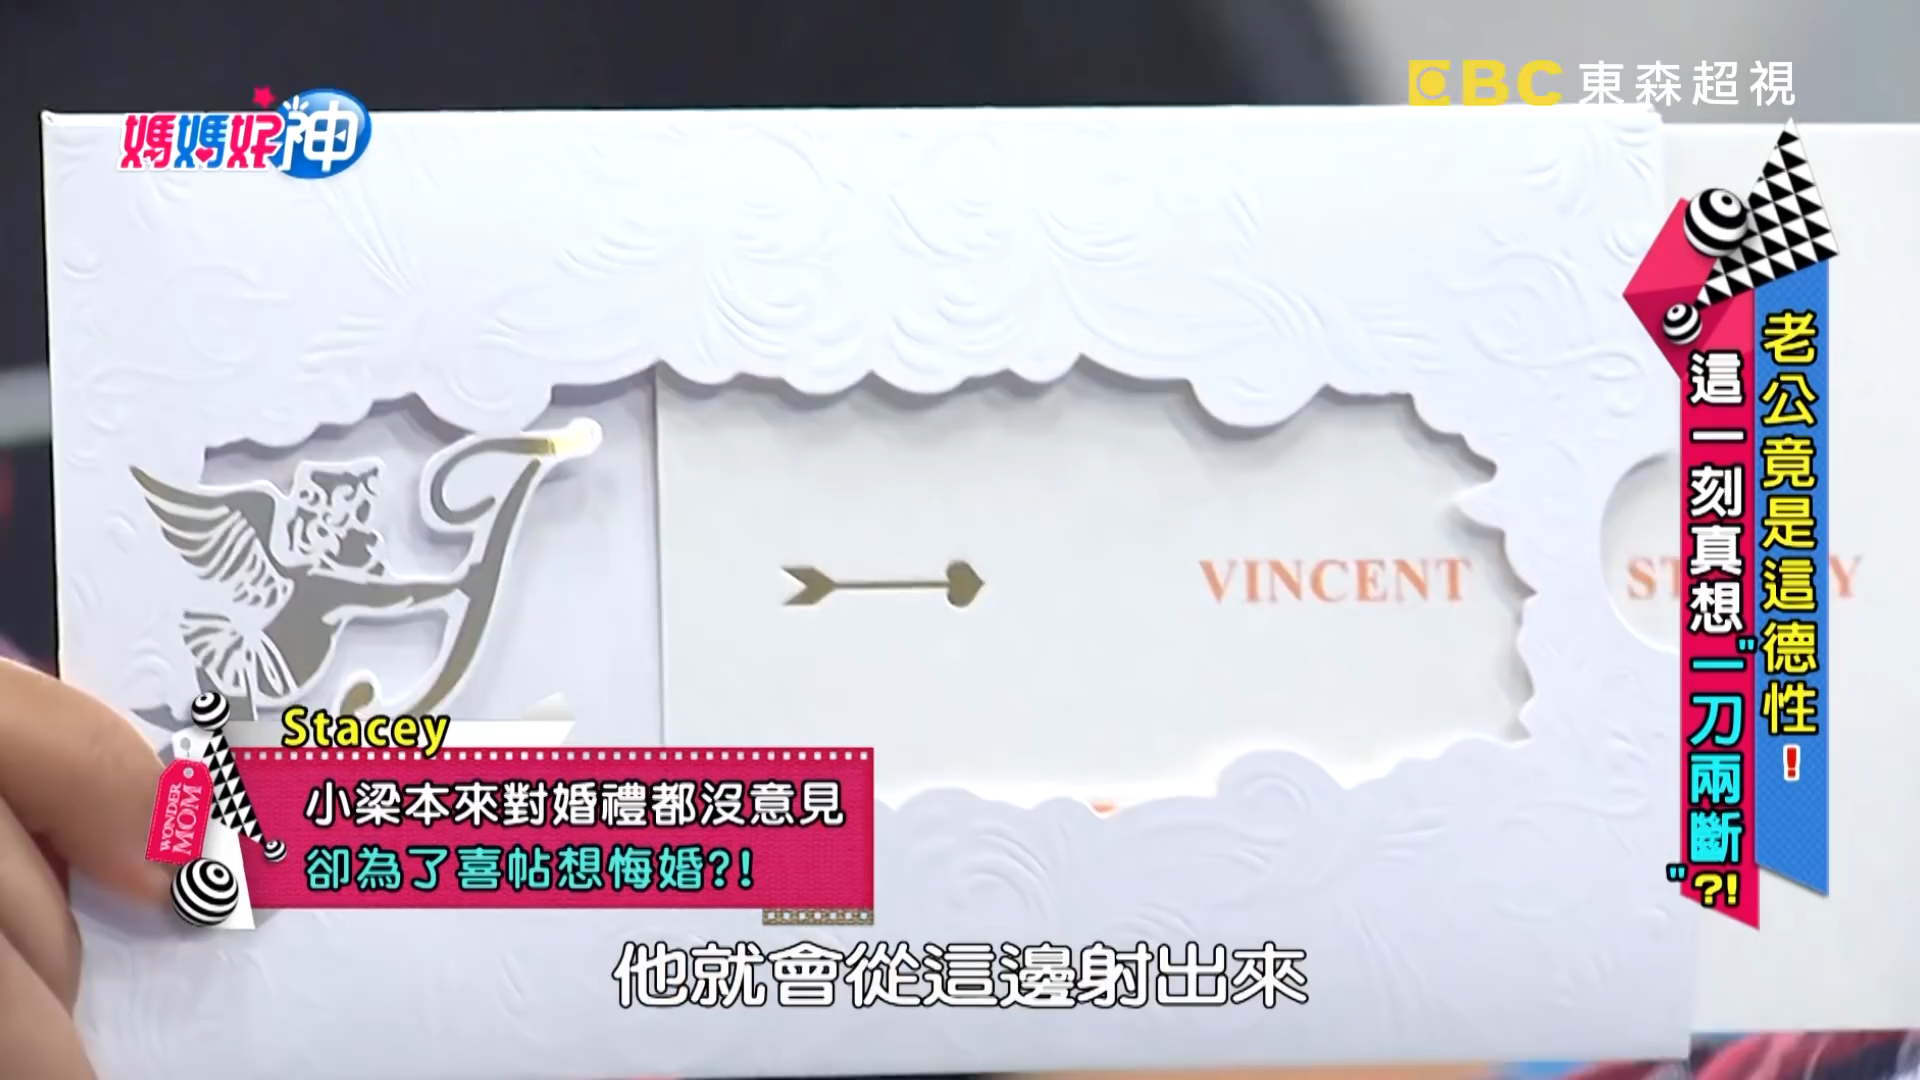 EBC 東森超視
媽媽好神
老公竟是這德性！
這一刻真想"一刀兩斷"?!
VINCENT
Stacey
WONDER
MOM
小梁本來對婚禮都沒意見
卻為了喜帖想悔婚?!
他就會從這邊射出來